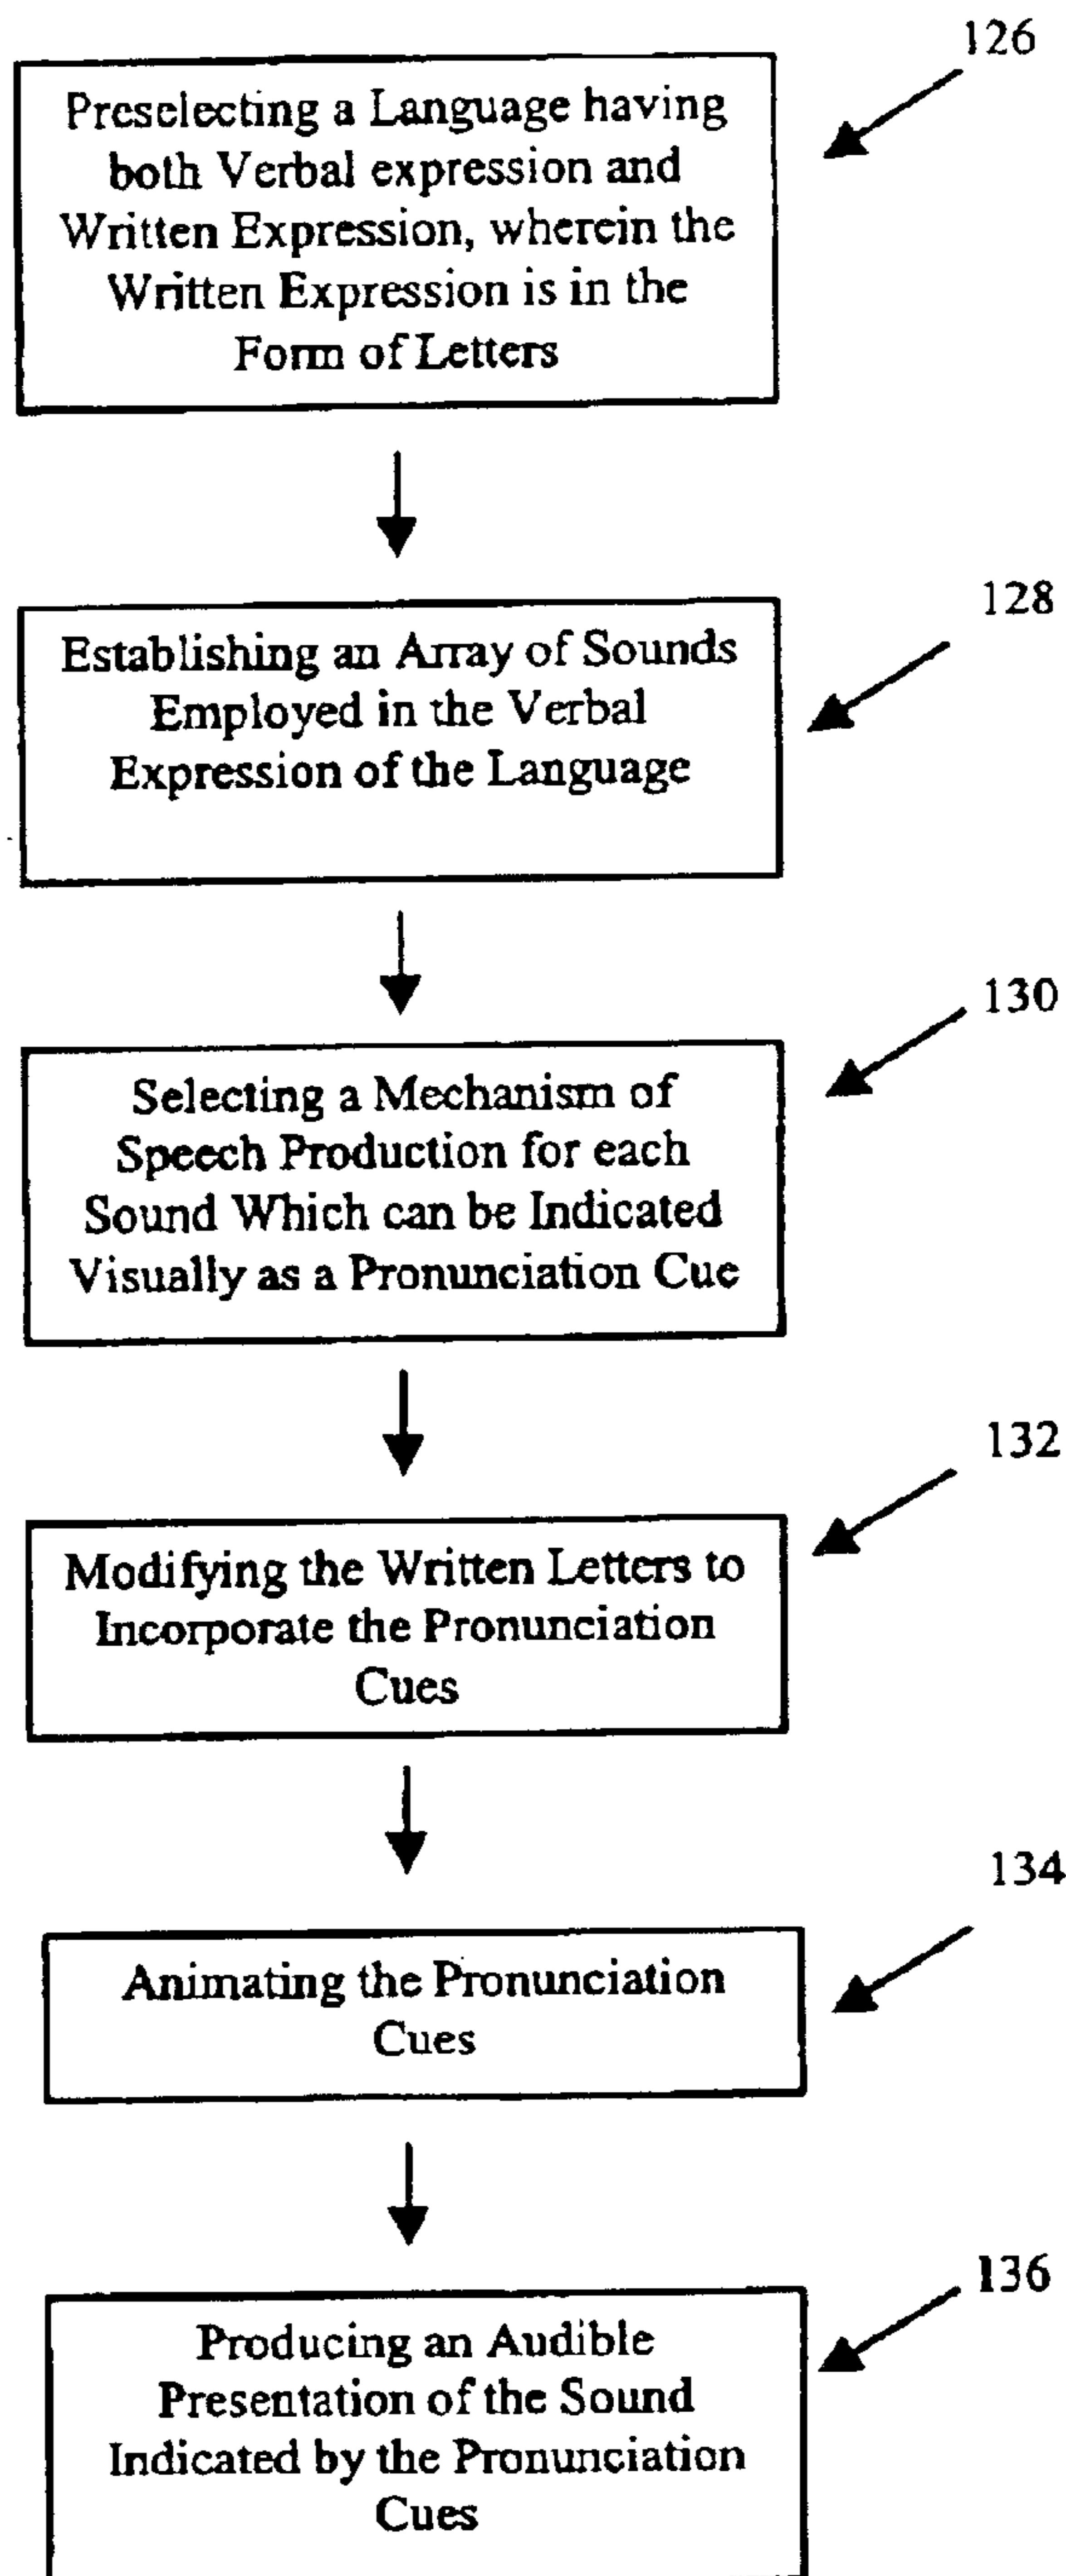 126
Preselecting a Language having
both Verbal expression and
Written Expression, wherein the
Written Expression is in the
Form of Letters
128
Establishing an Array of Sounds
Employed in the Verbal
Expression of the Language
130
Selecting a Mechanism of
Speech Production for each
Sound Which can be Indicated
Visually as a Pronunciation Cue
132
Modifying the Written Letters to
Incorporate the Pronunciation
Cues
134
Animating the Pronunciation
Cues
136
Producing an Audible
Presentation of the Sound
Indicated by the Pronunciation
Cues